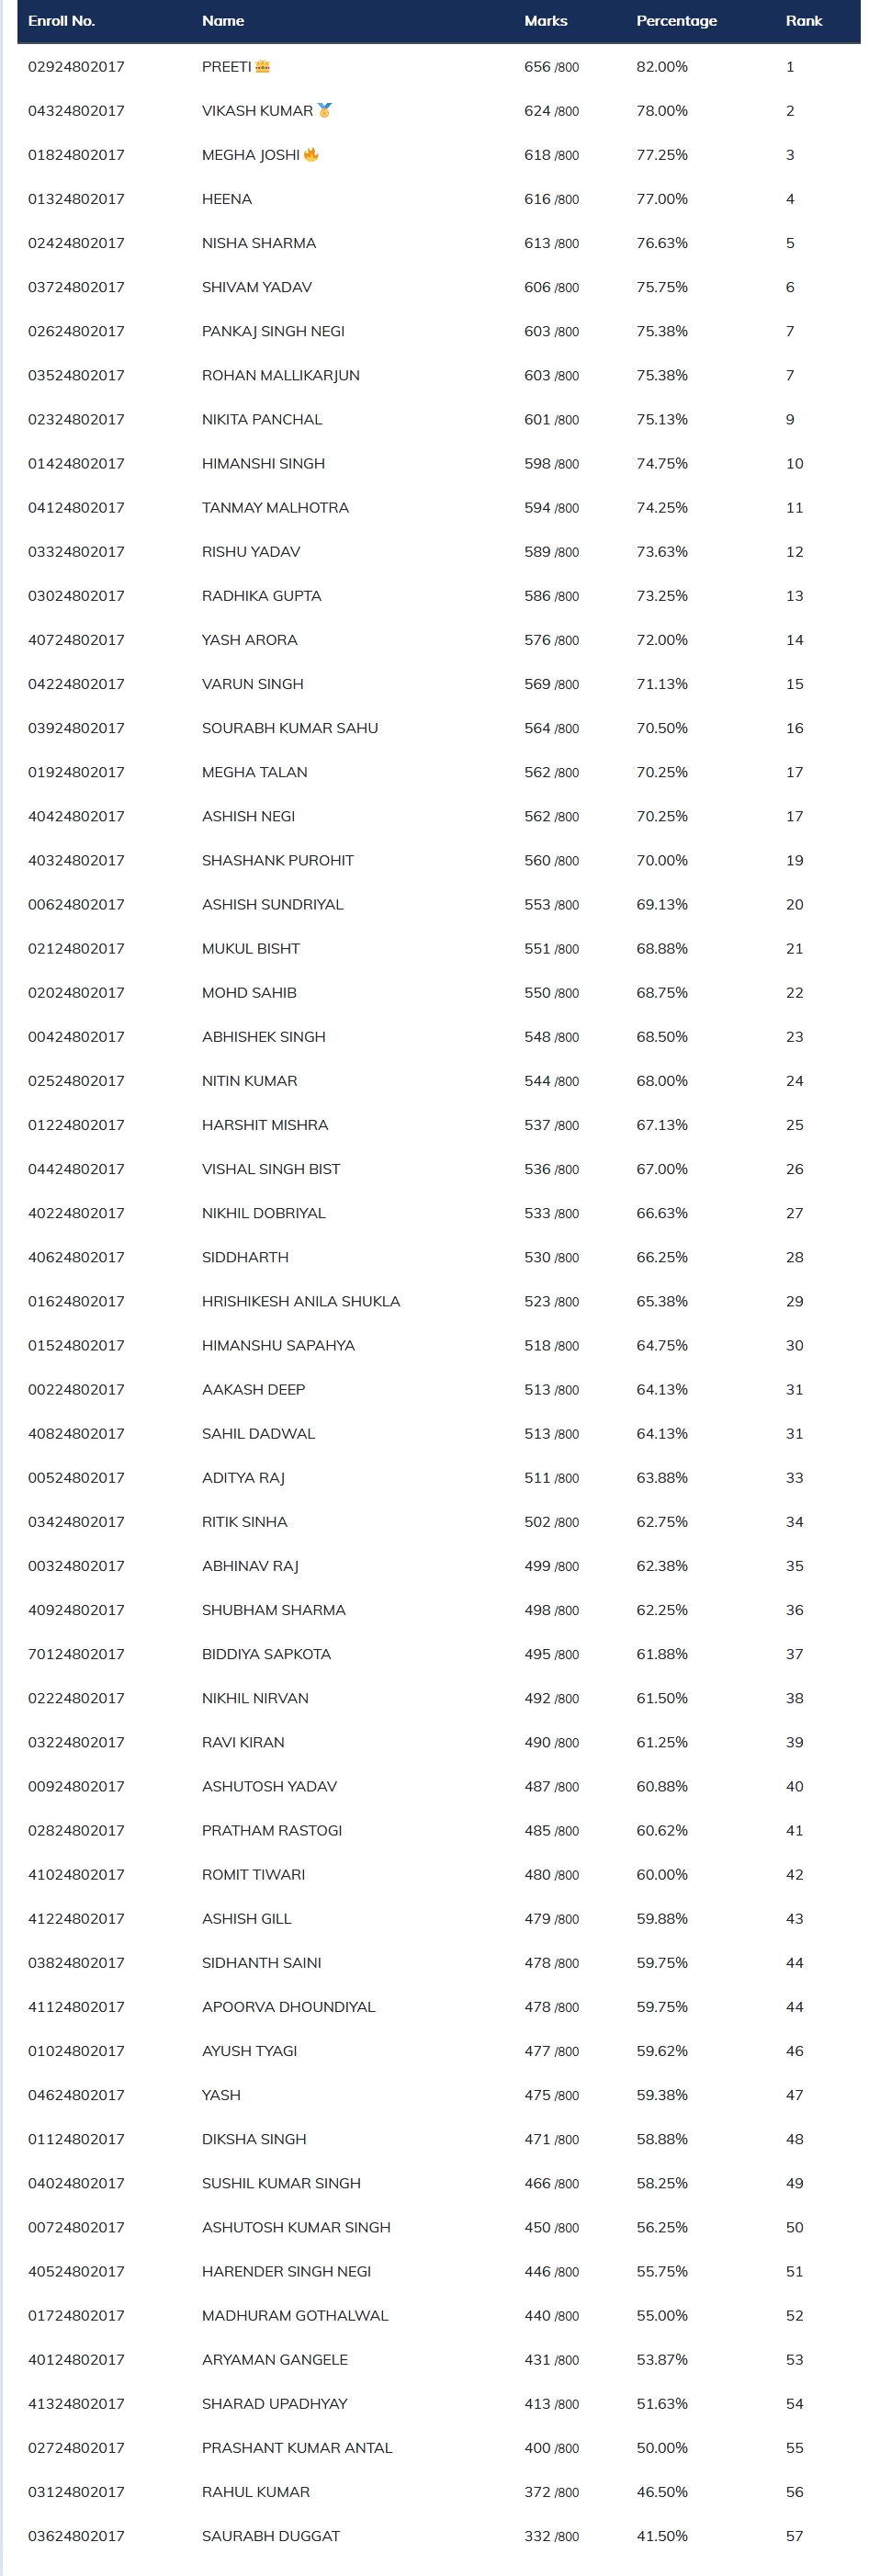 Enroll No. Name Marks Percentage Rank
02924802017 PREETI 👑 656 /800 82.00% 1
04324802017 VIKASH KUMAR 🏅 624 /800 78.00% 2
01824802017 MEGHA JOSHI 🔥 618 /800 77.25% 3
01324802017 HEENA 616 /800 77.00% 4
02424802017 NISHA SHARMA 613 /800 76.63% 5
03724802017 SHIVAM YADAV 606 /800 75.75% 6
02624802017 PANKAJ SINGH NEGI 603 /800 75.38% 7
03524802017 ROHAN MALLIKARJUN 603 /800 75.38% 7
02324802017 NIKITA PANCHAL 601 /800 75.13% 9
01424802017 HIMANSHI SINGH 598 /800 74.75% 10
04124802017 TANMAY MALHOTRA 594 /800 74.25% 11
03324802017 RISHU YADAV 589 /800 73.63% 12
03024802017 RADHIKA GUPTA 586 /800 73.25% 13
40724802017 YASH ARORA 576 /800 72.00% 14
04224802017 VARUN SINGH 569 /800 71.13% 15
03924802017 SOURABH KUMAR SAHU 564 /800 70.50% 16
01924802017 MEGHA TALAN 562 /800 70.25% 17
40424802017 ASHISH NEGI 562 /800 70.25% 17
40324802017 SHASHANK PUROHIT 560 /800 70.00% 19
00624802017 ASHISH SUNDRIYAL 553 /800 69.13% 20
02124802017 MUKUL BISHT 551 /800 68.88% 21
02024802017 MOHD SAHIB 550 /800 68.75% 22
00424802017 ABHISHEK SINGH 548 /800 68.50% 23
02524802017 NITIN KUMAR 544 /800 68.00% 24
01224802017 HARSHIT MISHRA 537 /800 67.13% 25
04424802017 VISHAL SINGH BIST 536 /800 67.00% 26
40224802017 NIKHIL DOBRIYAL 533 /800 66.63% 27
40624802017 SIDDHARTH 530 /800 66.25% 28
01624802017 HRISHIKESH ANILA SHUKLA 523 /800 65.38% 29
01524802017 HIMANSHU SAPAHYA 518 /800 64.75% 30
00224802017 AAKASH DEEP 513 /800 64.13% 31
40824802017 SAHIL DADWAL 513 /800 64.13% 31
00524802017 ADITYA RAJ 511 /800 63.88% 33
03424802017 RITIK SINHA 502 /800 62.75% 34
00324802017 ABHINAV RAJ 499 /800 62.38% 35
40924802017 SHUBHAM SHARMA 498 /800 62.25% 36
70124802017 BIDDIYA SAPKOTA 495 /800 61.88% 37
02224802017 NIKHIL NIRVAN 492 /800 61.50% 38
03224802017 RAVI KIRAN 490 /800 61.25% 39
00924802017 ASHUTOSH YADAV 487 /800 60.88% 40
02824802017 PRATHAM RASTOGI 485 /800 60.62% 41
41024802017 ROMIT TIWARI 480 /800 60.00% 42
41224802017 ASHISH GILL 479 /800 59.88% 43
03824802017 SIDHANTH SAINI 478 /800 59.75% 44
41124802017 APOORVA DHOUNDIYAL 478 /800 59.75% 44
01024802017 AYUSH TYAGI 477 /800 59.62% 46
04624802017 YASH 475 /800 59.38% 47
01124802017 DIKSHA SINGH 471 /800 58.88% 48
04024802017 SUSHIL KUMAR SINGH 466 /800 58.25% 49
00724802017 ASHUTOSH KUMAR SINGH 450 /800 56.25% 50
40524802017 HARENDER SINGH NEGI 446 /800 55.75% 51
01724802017 MADHURAM GOTHALWAL 440 /800 55.00% 52
40124802017 ARYAMAN GANGELE 431 /800 53.87% 53
41324802017 SHARAD UPADHYAY 413 /800 51.63% 54
02724802017 PRASHANT KUMAR ANTAL 400 /800 50.00% 55
03124802017 RAHUL KUMAR 372 /800 46.50% 56
03624802017 SAURABH DUGGAT 332 /800 41.50% 57